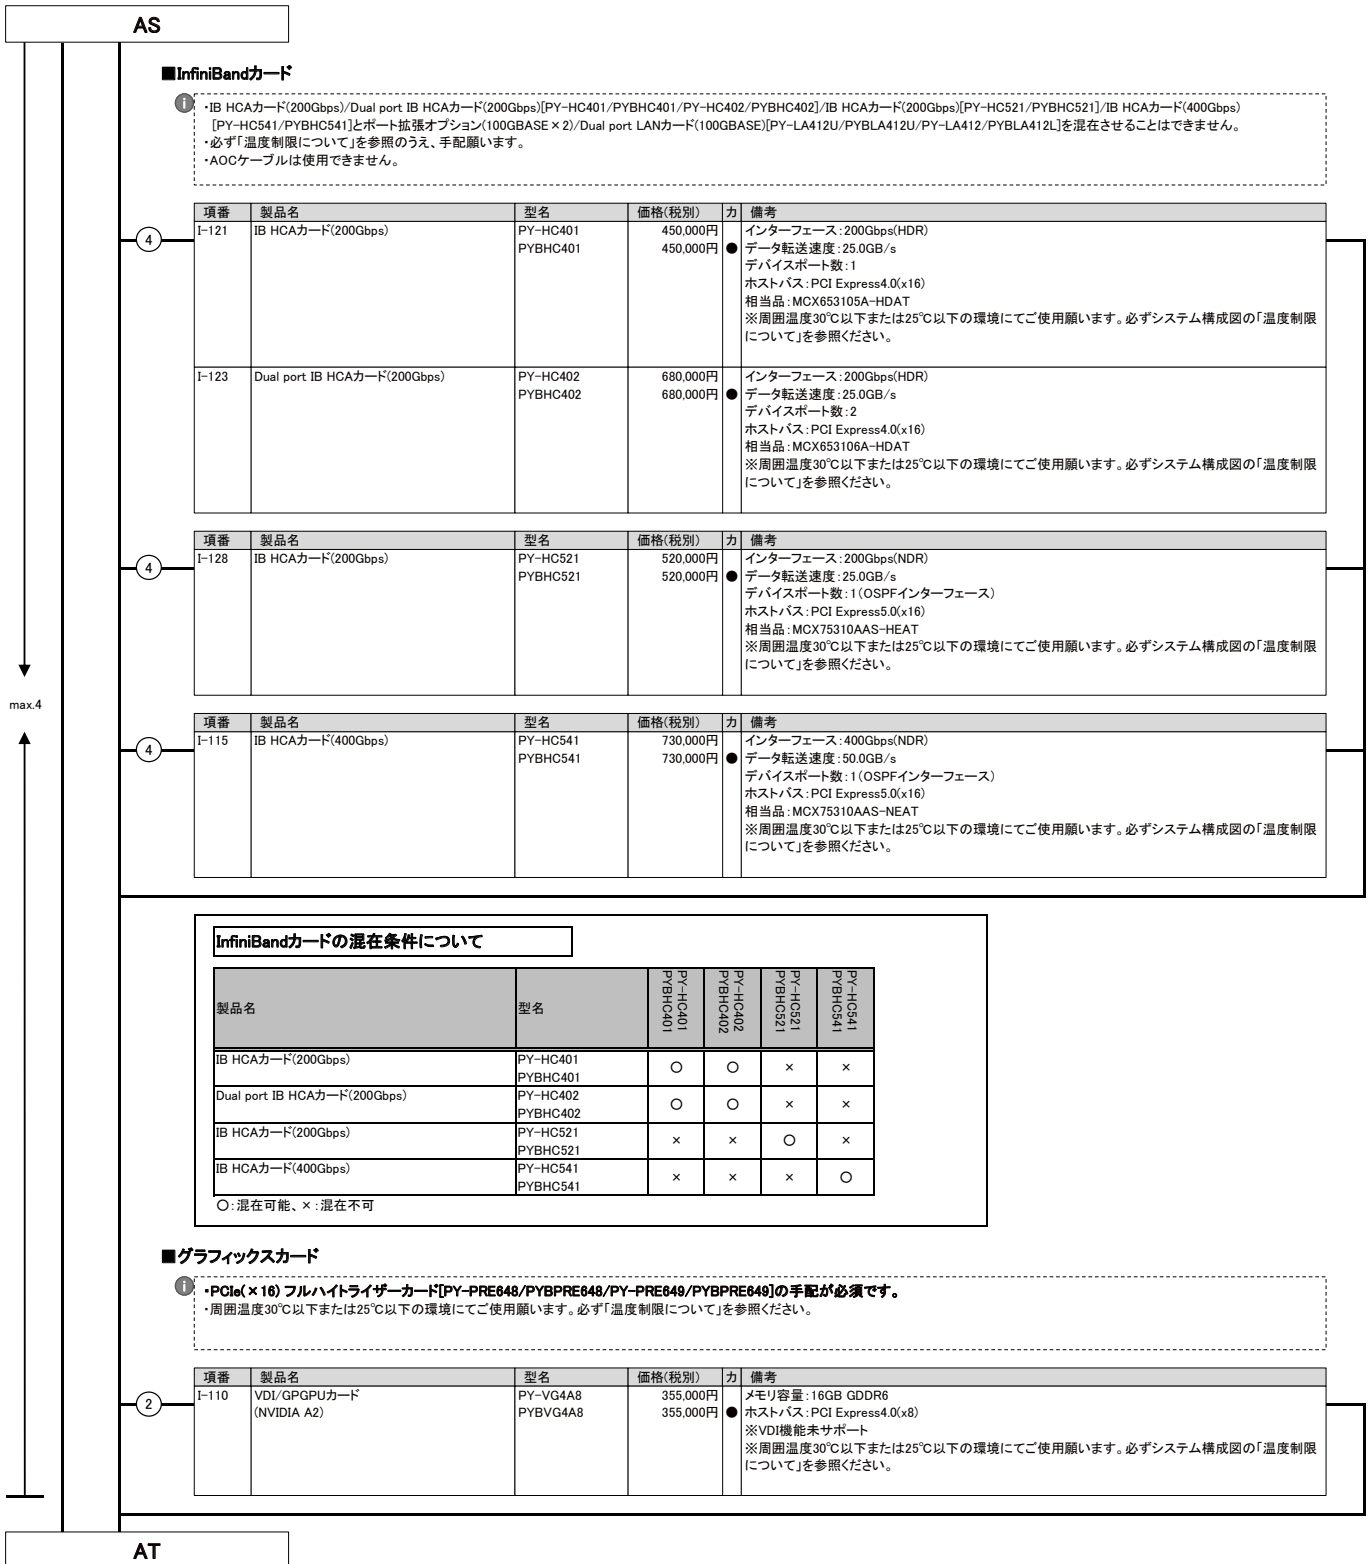 AS
■InfiniBandカード
・IB HCAカード(200Gbps)/Dual port IB HCAカード(200Gbps)[PY-HC401/PYBHC401/PY-HC402/PYBHC402]/IB HCAカード(200Gbps)[PY-HC521/PYBHC521]/IB HCAカード(400Gbps)
[PY-HC541/PYBHC541]とポート拡張オプション(100GBASE×2)/Dual port LANカード(100GBASE)[PY-LA412U/PYBLA412U/PY-LA412/PYBLA412L]を混在させることはできません。
・必ず「温度制限について」を参照のうえ、手配願います。
・AOCケーブルは使用できません。
項番 製品名 型名 価格(税別) カ 備考
4 I-121 IB HCAカード(200Gbps) PY-HC401 450,000円 インターフェース:200Gbps(HDR)
PYBHC401 450,000円 ● データ転送速度:25.0GB/s
デバイスポート数:1
ホストバス:PCI Express4.0(x16)
相当品:MCX653105A-HDAT
※周囲温度30℃以下または25℃以下の環境にてご使用願います。必ずシステム構成図の「温度制限
について」を参照ください。
I-123 Dual port IB HCAカード(200Gbps) PY-HC402 680,000円 インターフェース:200Gbps(HDR)
PYBHC402 680,000円 ● データ転送速度:25.0GB/s
デバイスポート数:2
ホストバス:PCI Express4.0(x16)
相当品:MCX653106A-HDAT
※周囲温度30℃以下または25℃以下の環境にてご使用願います。必ずシステム構成図の「温度制限
について」を参照ください。
項番 製品名 型名 価格(税別) カ 備考
4 I-128 IB HCAカード(200Gbps) PY-HC521 520,000円 インターフェース:200Gbps(NDR)
PYBHC521 520,000円 ● データ転送速度:25.0GB/s
デバイスポート数:1(OSPFインターフェース)
ホストバス:PCI Express5.0(x16)
相当品:MCX75310AAS-HEAT
※周囲温度30℃以下または25℃以下の環境にてご使用願います。必ずシステム構成図の「温度制限
について」を参照ください。
max.4
項番 製品名 型名 価格(税別) カ 備考
4 I-115 IB HCAカード(400Gbps) PY-HC541 730,000円 インターフェース:400Gbps(NDR)
PYBHC541 730,000円 ● データ転送速度:50.0GB/s
デバイスポート数:1(OSPFインターフェース)
ホストバス:PCI Express5.0(x16)
相当品:MCX75310AAS-NEAT
※周囲温度30℃以下または25℃以下の環境にてご使用願います。必ずシステム構成図の「温度制限
について」を参照ください。
InfiniBandカードの混在条件について
製品名 型名 PY-HC401 PYBHC401 PY-HC402 PYBHC402 PY-HC521 PYBHC521 PY-HC541 PYBHC541
IB HCAカード(200Gbps) PY-HC401 PYBHC401 ○ ○ × ×
Dual port IB HCAカード(200Gbps) PY-HC402 PYBHC402 ○ ○ × ×
IB HCAカード(200Gbps) PY-HC521 PYBHC521 × × ○ ×
IB HCAカード(400Gbps) PY-HC541 PYBHC541 × × × ○
○:混在可能、×:混在不可
■グラフィックスカード
・PCIe(×16) フルハイトライザーカード[PY-PRE648/PYBPRE648/PY-PRE649/PYBPRE649]の手配が必須です。
・周囲温度30℃以下または25℃以下の環境にてご使用願います。必ず「温度制限について」を参照ください。
項番 製品名 型名 価格(税別) カ 備考
2 I-110 VDI/GPGPUカード PY-VG4A8 355,000円 メモリ容量:16GB GDDR6
(NVIDIA A2) PYBVG4A8 355,000円 ● ホストバス:PCI Express4.0(x8)
※VDI機能未サポート
※周囲温度30℃以下または25℃以下の環境にてご使用願います。必ずシステム構成図の「温度制限
について」を参照ください。
AT